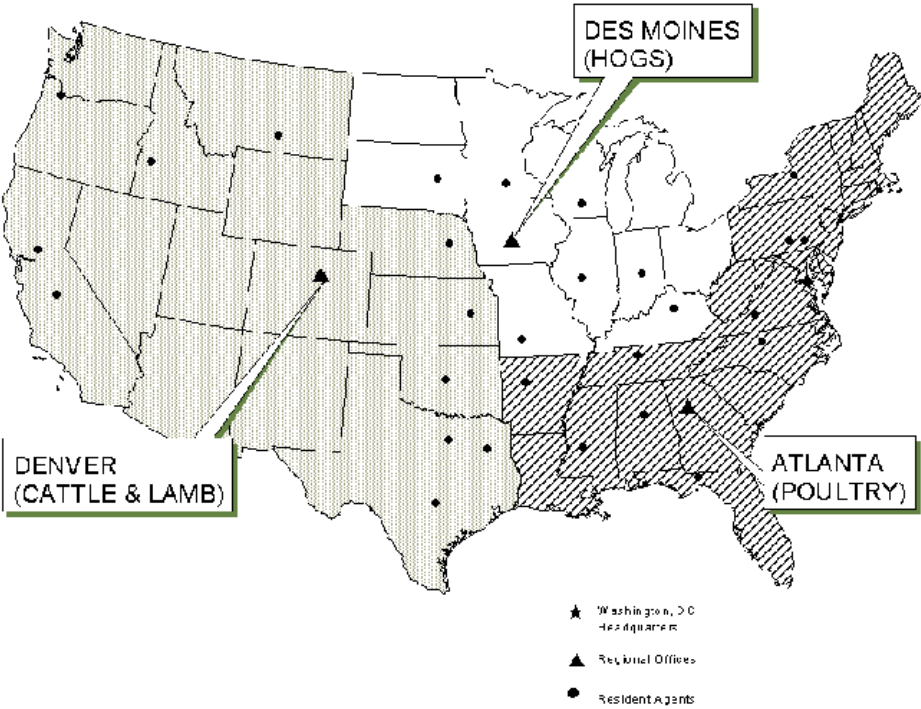 DES MOINES
(HOGS)
DENVER
(CATTLE & LAMB)
ATLANTA
(POULTRY)
Washington, DC
Headquarters
Regional Offices
Resident Agents